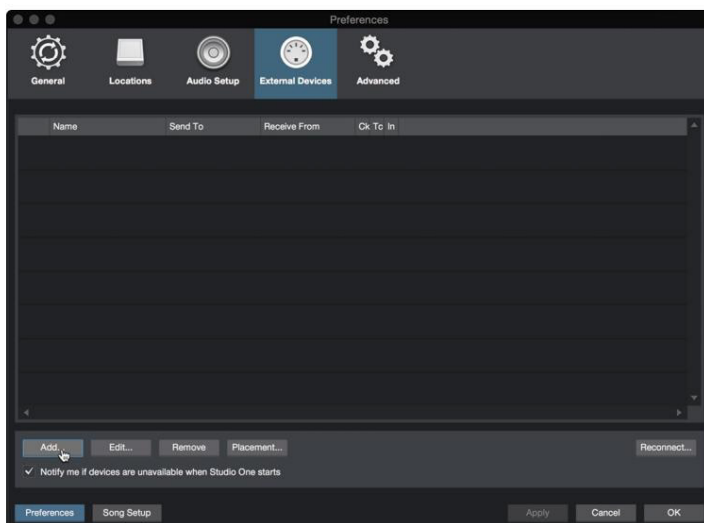 Preferences
General Locations Audio Setup External Devices Advanced
Name Send To Receive From Ck Tc In
Add... Edit... Remove Placement... Reconnect...
Notify me if devices are unavailable when Studio One starts
Preferences Song Setup Apply Cancel OK